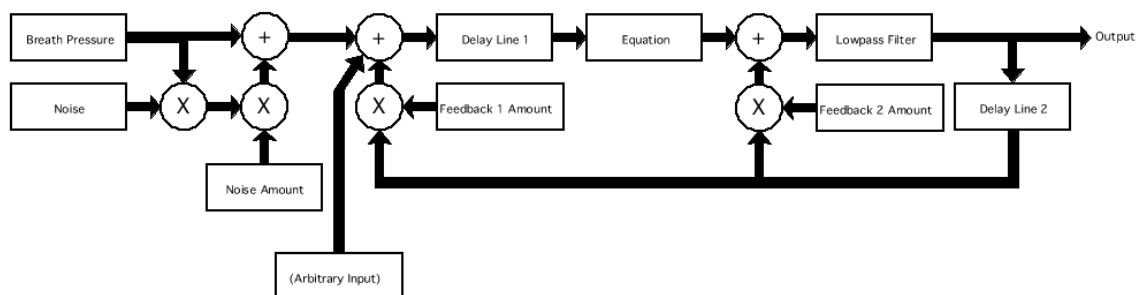 Breath Pressure
+
+
Delay Line 1
Equation
+
Lowpass Filter
Output
Noise
X
X
X
Feedback 1 Amount
X
Feedback 2 Amount
Delay Line 2
Noise Amount
(Arbitrary Input)